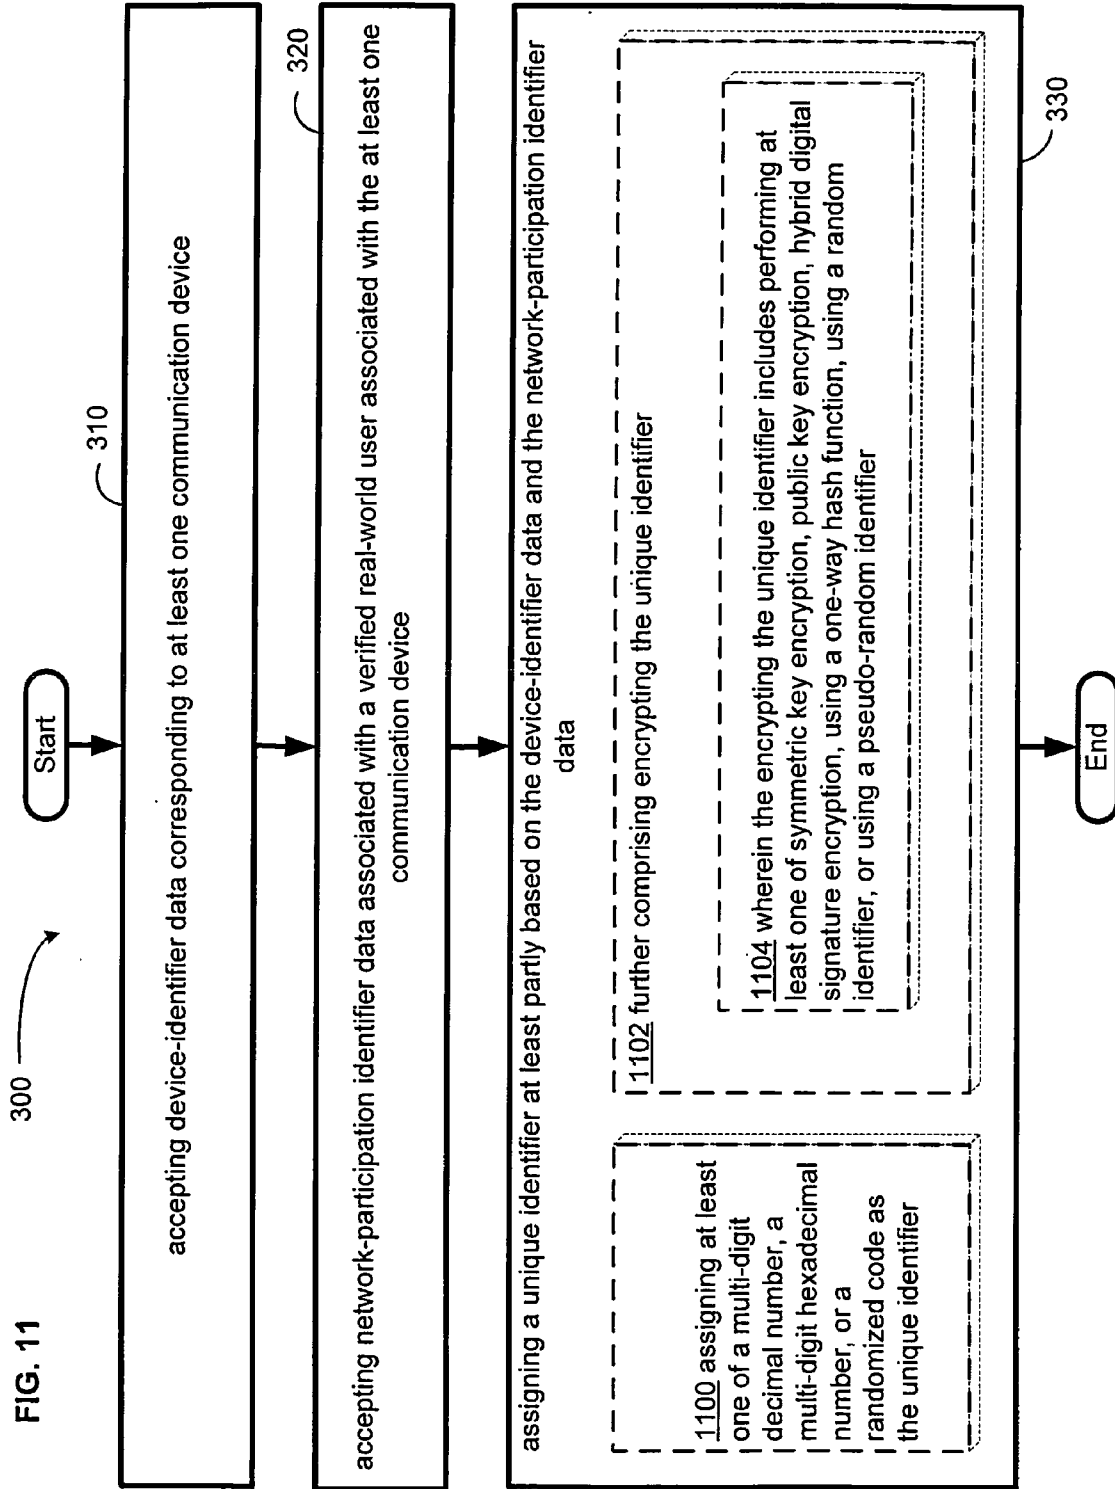 FIG. 11
300
Start
310
accepting device-identifier data corresponding to at least one communication device
320
accepting network-participation identifier data associated with a verified real-world user associated with the at least one
communication device
assigning a unique identifier at least partly based on the device-identifier data and the network-participation identifier
data
1100 assigning at least
one of a multi-digit
decimal number, a
multi-digit hexadecimal
number, or a
randomized code as
the unique identifier
1102 further comprising encrypting the unique identifier
1104 wherein the encrypting the unique identifier includes performing at
least one of symmetric key encryption, public key encryption, hybrid digital
signature encryption, using a one-way hash function, using a random
identifier, or using a pseudo-random identifier
330
End